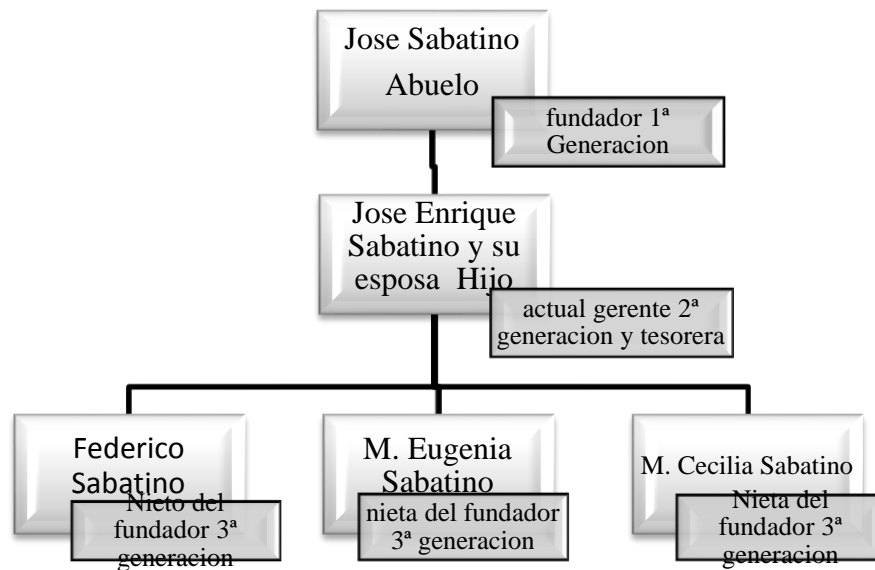 Jose Sabatino
Abuelo
fundador 1ª
Generacion
Jose Enrique
Sabatino y su
esposa Hijo
actual gerente 2ª
generacion y tesorera
Federico
Sabatino
Nieto del
fundador 3ª
generacion
M. Eugenia
Sabatino
nieta del fundador
3ª generacion
M. Cecilia Sabatino
Nieta del
fundador 3ª
generacion